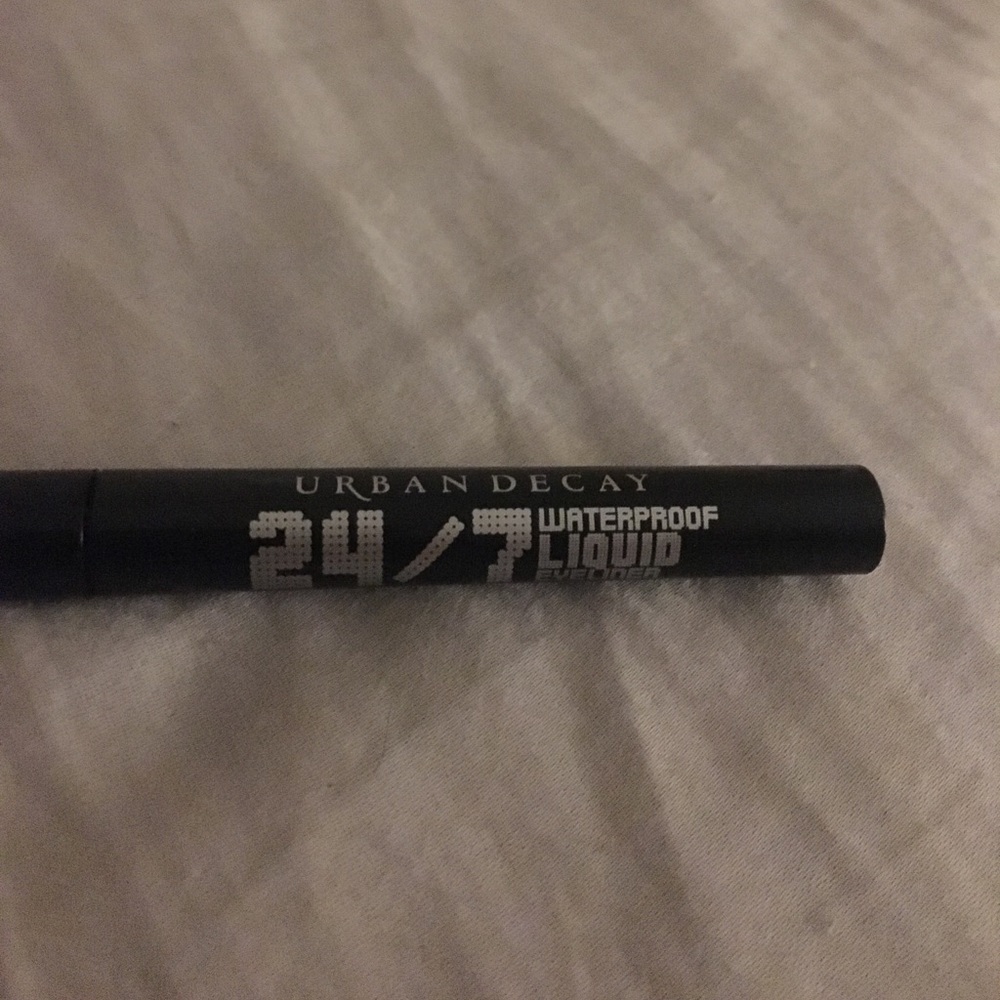 URBAN DECAY
24/7 WATERPROOF
LIQUID
EYELINER